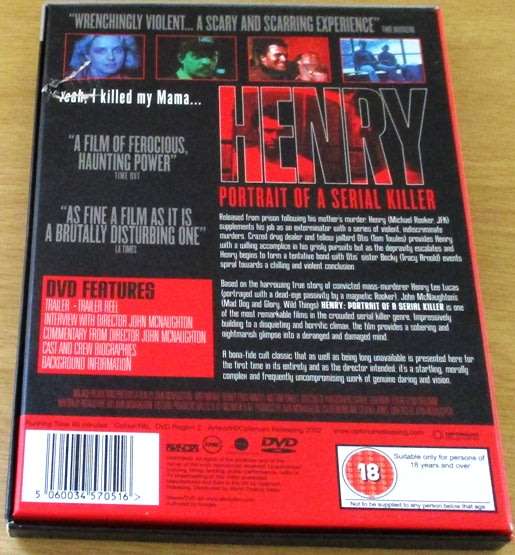 "WRENCHINGLY VIOLENT... A SCARY AND SCARRING EXPERIENCE"
TIME MAGAZINE
Yeah, I killed my Mama...
HENRY
PORTRAIT OF A SERIAL KILLER
"A FILM OF FEROCIOUS,
HAUNTING POWER"
TIME OUT
"AS FINE A FILM AS IT IS
A BRUTALLY DISTURBING ONE"
LA TIMES
Released from prison following his mother's murder Henry (Michael Rooker JFK)
supplements his job as an exterminator with a series of violent, indiscriminate
murders. Crazed drug dealer and fellow jailbird Otis (Tom Towles) provides Henry
with a willing accomplice in his grisly pursuits but as the depravity escalates and
Henry begins to form a tentative bond with Otis' sister Becky (Tracy Arnold) events
spiral towards a chilling and violent conclusion
Based on the harrowing true story of convicted mass-murderer Henry Lee Lucas
(portrayed with a dead-eye passivity by a magnetic Rooker), John McNaughton's
(Mad Dog and Glory, Wild Things) HENRY: PORTRAIT OF A SERIAL KILLER is one of
the most remarkable films in the crowded serial killer genre. Impressively
building to a disquieting and horrific climax, the film provides a sobering and
nightmarish glimpse into a deranged and damaged mind.
A bona-fide cult classic that as well as being long unavailable is presented here for
the first time in its entirety and as the director intended, it's a startling, morally
complex and frequently uncompromising work of genuine daring and vision.
DVD FEATURES
TRAILER - TRAILER REEL
INTERVIEW WITH DIRECTOR JOHN MCNAUGHTON
COMMENTARY FROM DIRECTOR JOHN MCNAUGHTON
CAST AND CREW BIOGRAPHIES
BACKGROUND INFORMATION
Colour PAL DVD Region 2 Releasing 2002
www.optimumreleasing.com
DVD
VIDEO
5 060034 570516 >
18
Suitable only for persons of
18 years and over
Not to be supplied to any person below that age